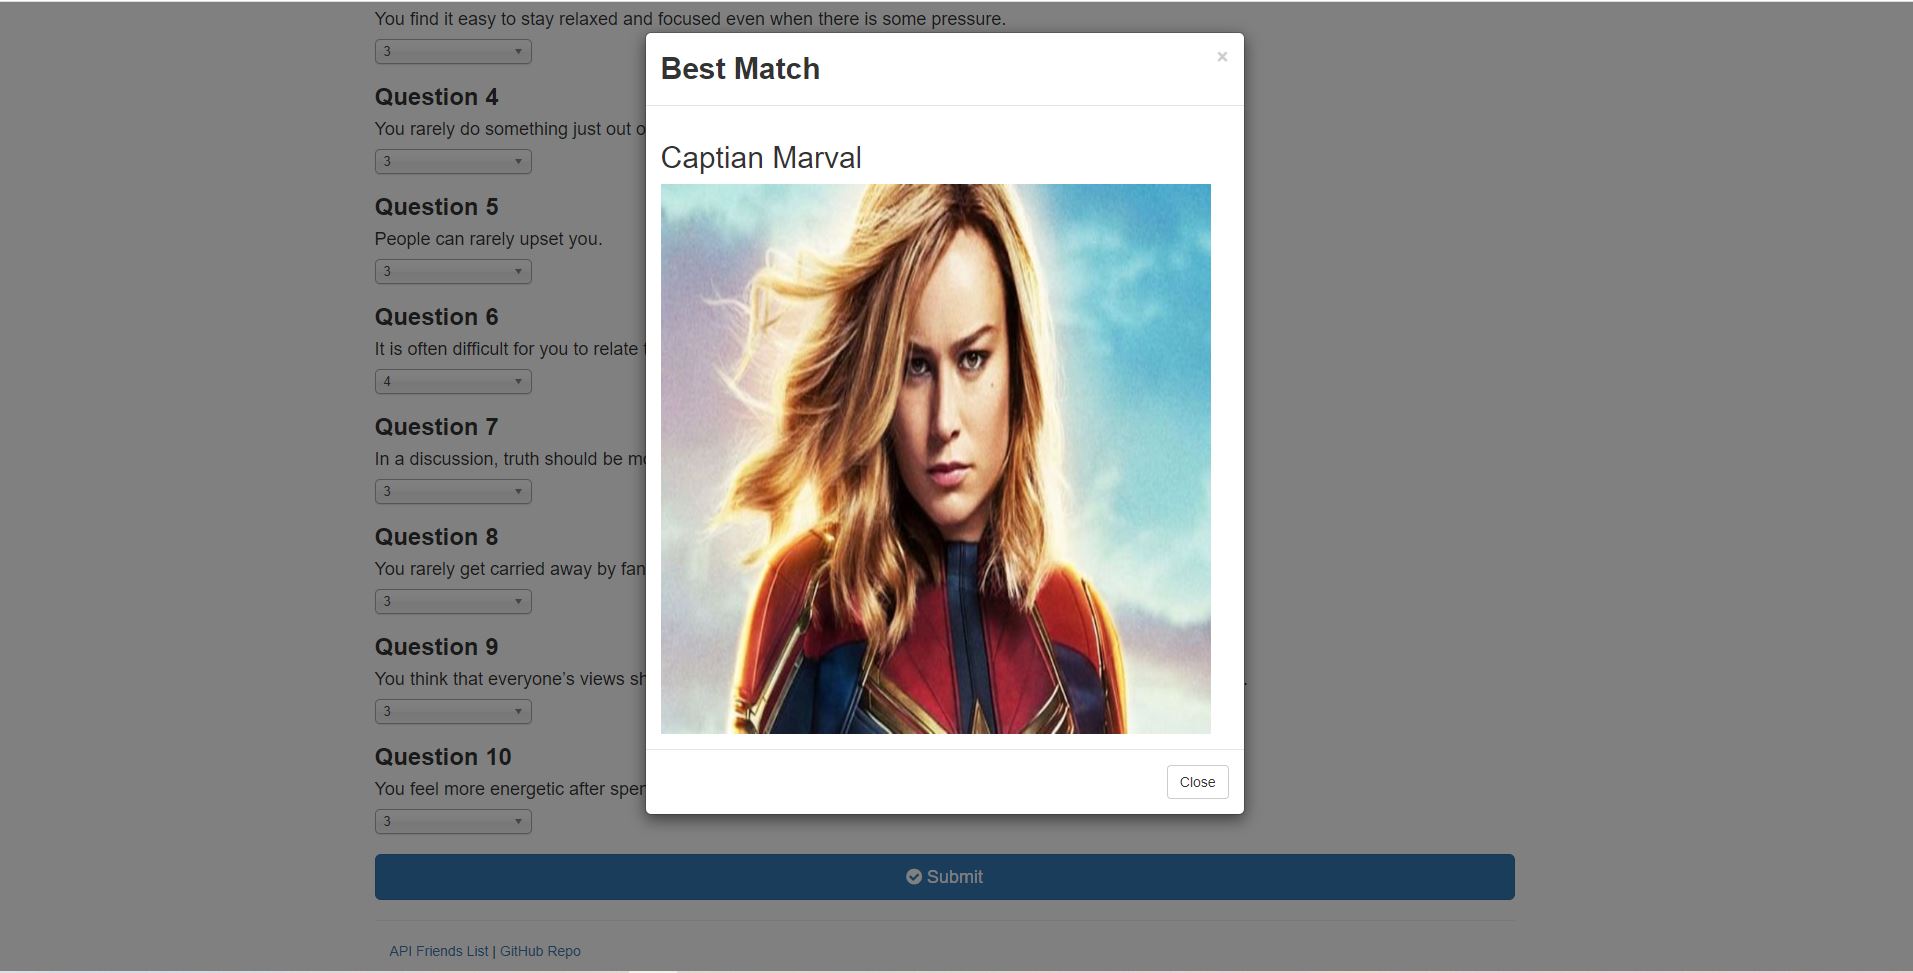 You find it easy to stay relaxed and focused even when there is some pressure.
3
Question 4
You rarely do something just out o
3
Question 5
People can rarely upset you.
3
Question 6
It is often difficult for you to relate
4
Question 7
In a discussion, truth should be
3
Question 8
You rarely get carried away by fan
3
Question 9
You think that everyone’s views sh
3
Question 10
You feel more energetic after spen
3
Submit
API Friends List | GitHub Repo
Best Match
×
Captian Marval
Close